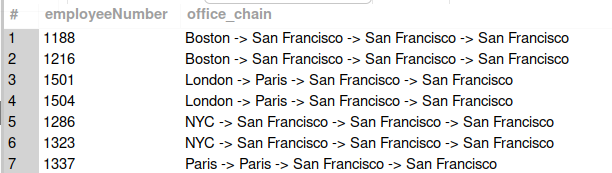 # employeeNumber office_chain
1 1188 Boston -> San Francisco -> San Francisco -> San Francisco
2 1216 Boston -> San Francisco -> San Francisco -> San Francisco
3 1501 London -> Paris -> San Francisco -> San Francisco
4 1504 London -> Paris -> San Francisco -> San Francisco
5 1286 NYC -> San Francisco -> San Francisco -> San Francisco
6 1323 NYC -> San Francisco -> San Francisco -> San Francisco
7 1337 Paris -> Paris -> San Francisco -> San Francisco